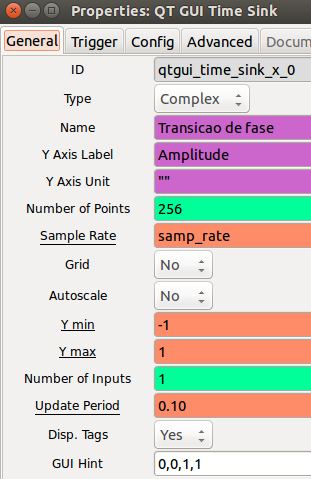 Properties: QT GUI Time Sink
General Trigger Config Advanced Docum
ID qtgui_time_sink_x_0
Type Complex
Name Transicao de fase
Y Axis Label Amplitude
Y Axis Unit ""
Number of Points 256
Sample Rate samp_rate
Grid No
Autoscale No
Y min -1
Y max 1
Number of Inputs 1
Update Period 0.10
Disp. Tags Yes
GUI Hint 0,0,1,1